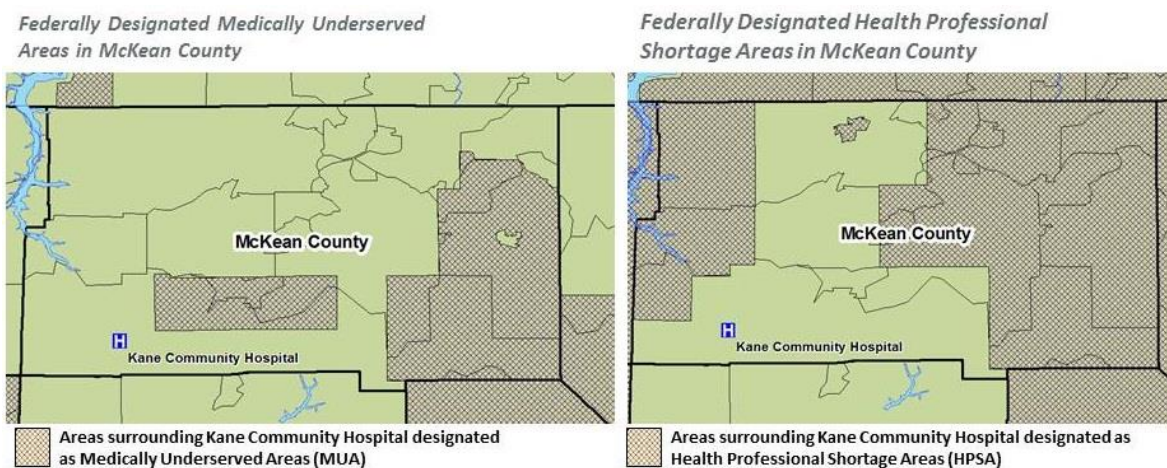 Federally Designated Medically Underserved
Areas in McKean County
McKean County
H
Kane Community Hospital
Areas surrounding Kane Community Hospital designated
as Medically Underserved Areas (MUA)
Federally Designated Health Professional
Shortage Areas in McKean County
McKean County
H
Kane Community Hospital
Areas surrounding Kane Community Hospital designated as
Health Professional Shortage Areas (HPSA)